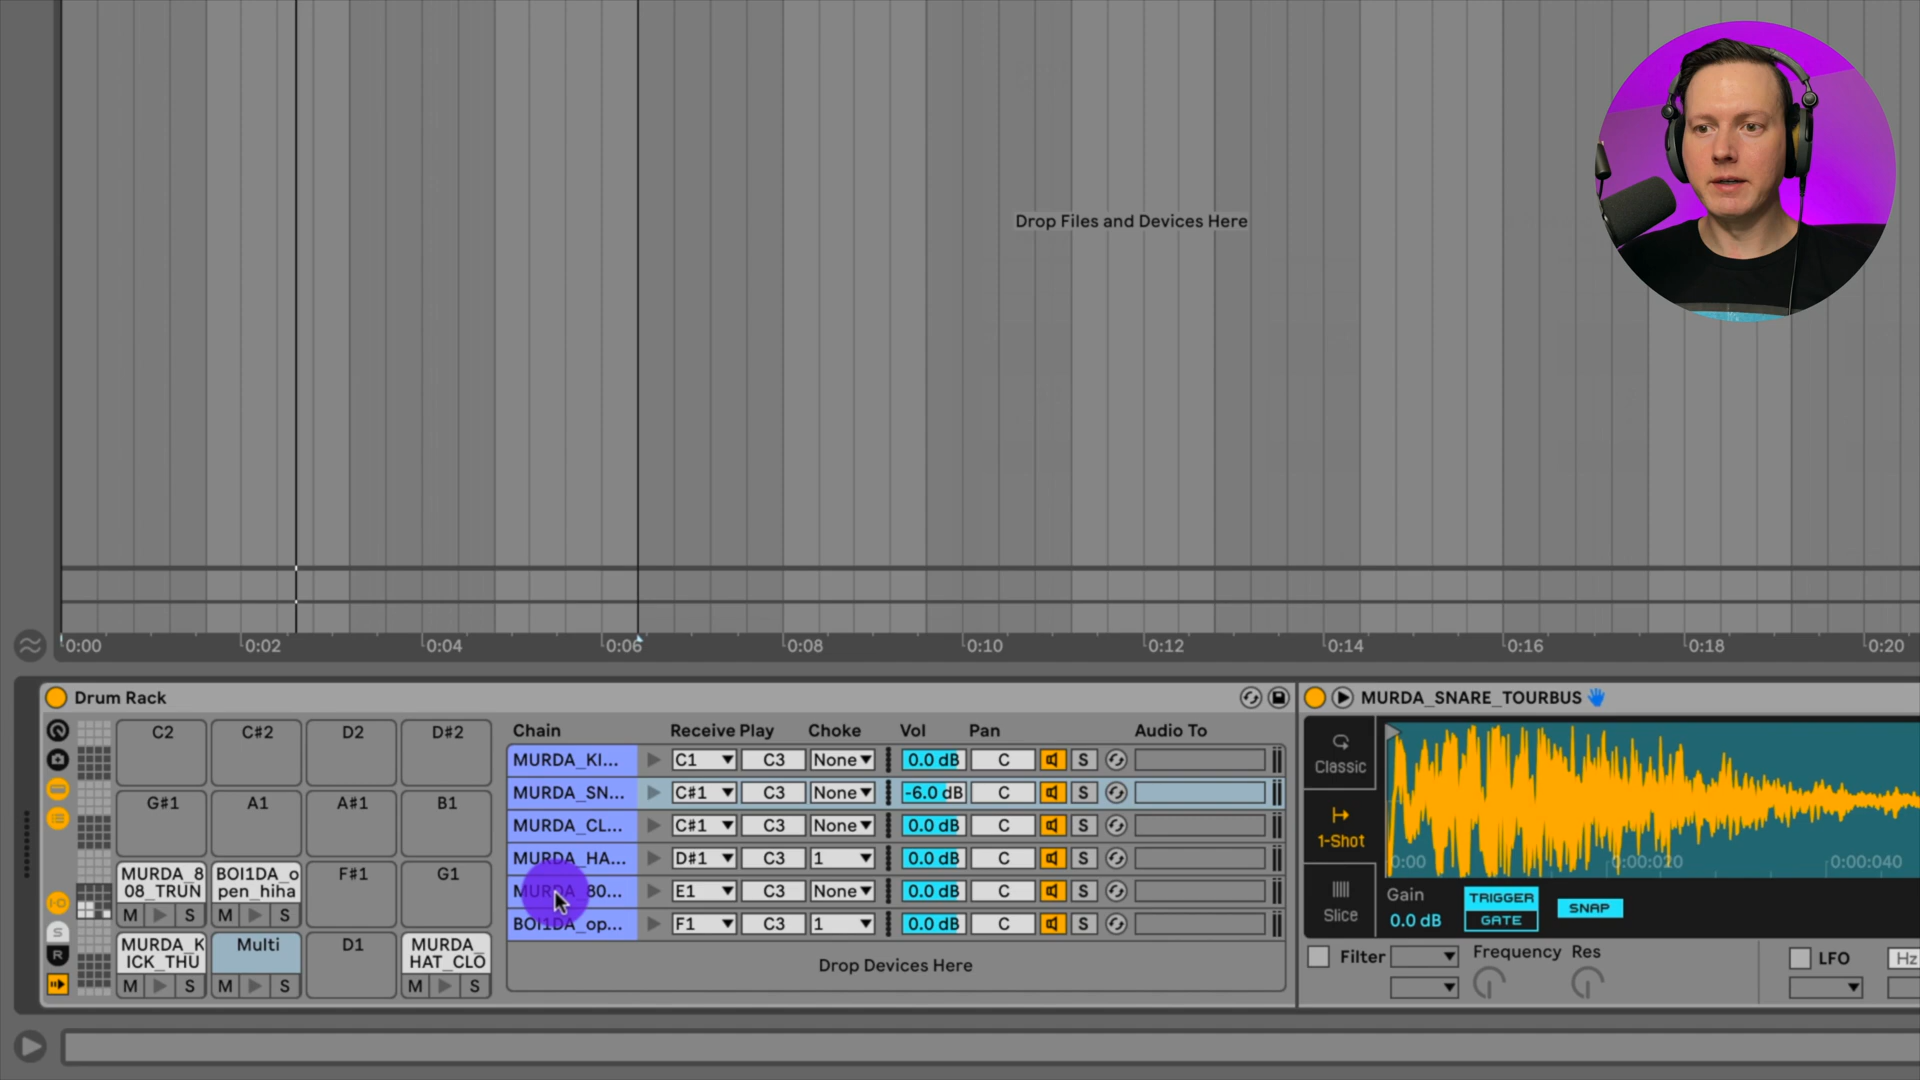 Drop Files and Devices Here
0:00 0:02 0:04 0:06 0:08 0:10 0:12 0:14 0:16 0:18 0:20
Drum Rack
MURDA_SNARE_TOURBUS
C2 C#2 D2 D#2
G#1 A1 A#1 B1
MURDA_8 BOI1DA_o F#1 G1
08_TRUN pen_hiha
M S M S
MURDA_K Multi D1 MURDA_
ICK_THU HAT_CLO
M S M S M S
S
R
Chain Receive Play Choke Vol Pan Audio To
MURDA_KI... C1 C3 None 0.0 dB C S
MURDA_SN... C#1 C3 None -6.0 dB C S
MURDA_CL... C#1 C3 None 0.0 dB C S
MURDA_HA... D#1 C3 1 0.0 dB C S
MURDA_80... E1 C3 None 0.0 dB C S
BOI1DA_op... F1 C3 1 0.0 dB C S
Drop Devices Here
Classic
1-Shot
Slice
0:00 0:00:020 0:00:040
Gain TRIGGER SNAP
0.0 dB GATE
Filter Frequency Res LFO Hz